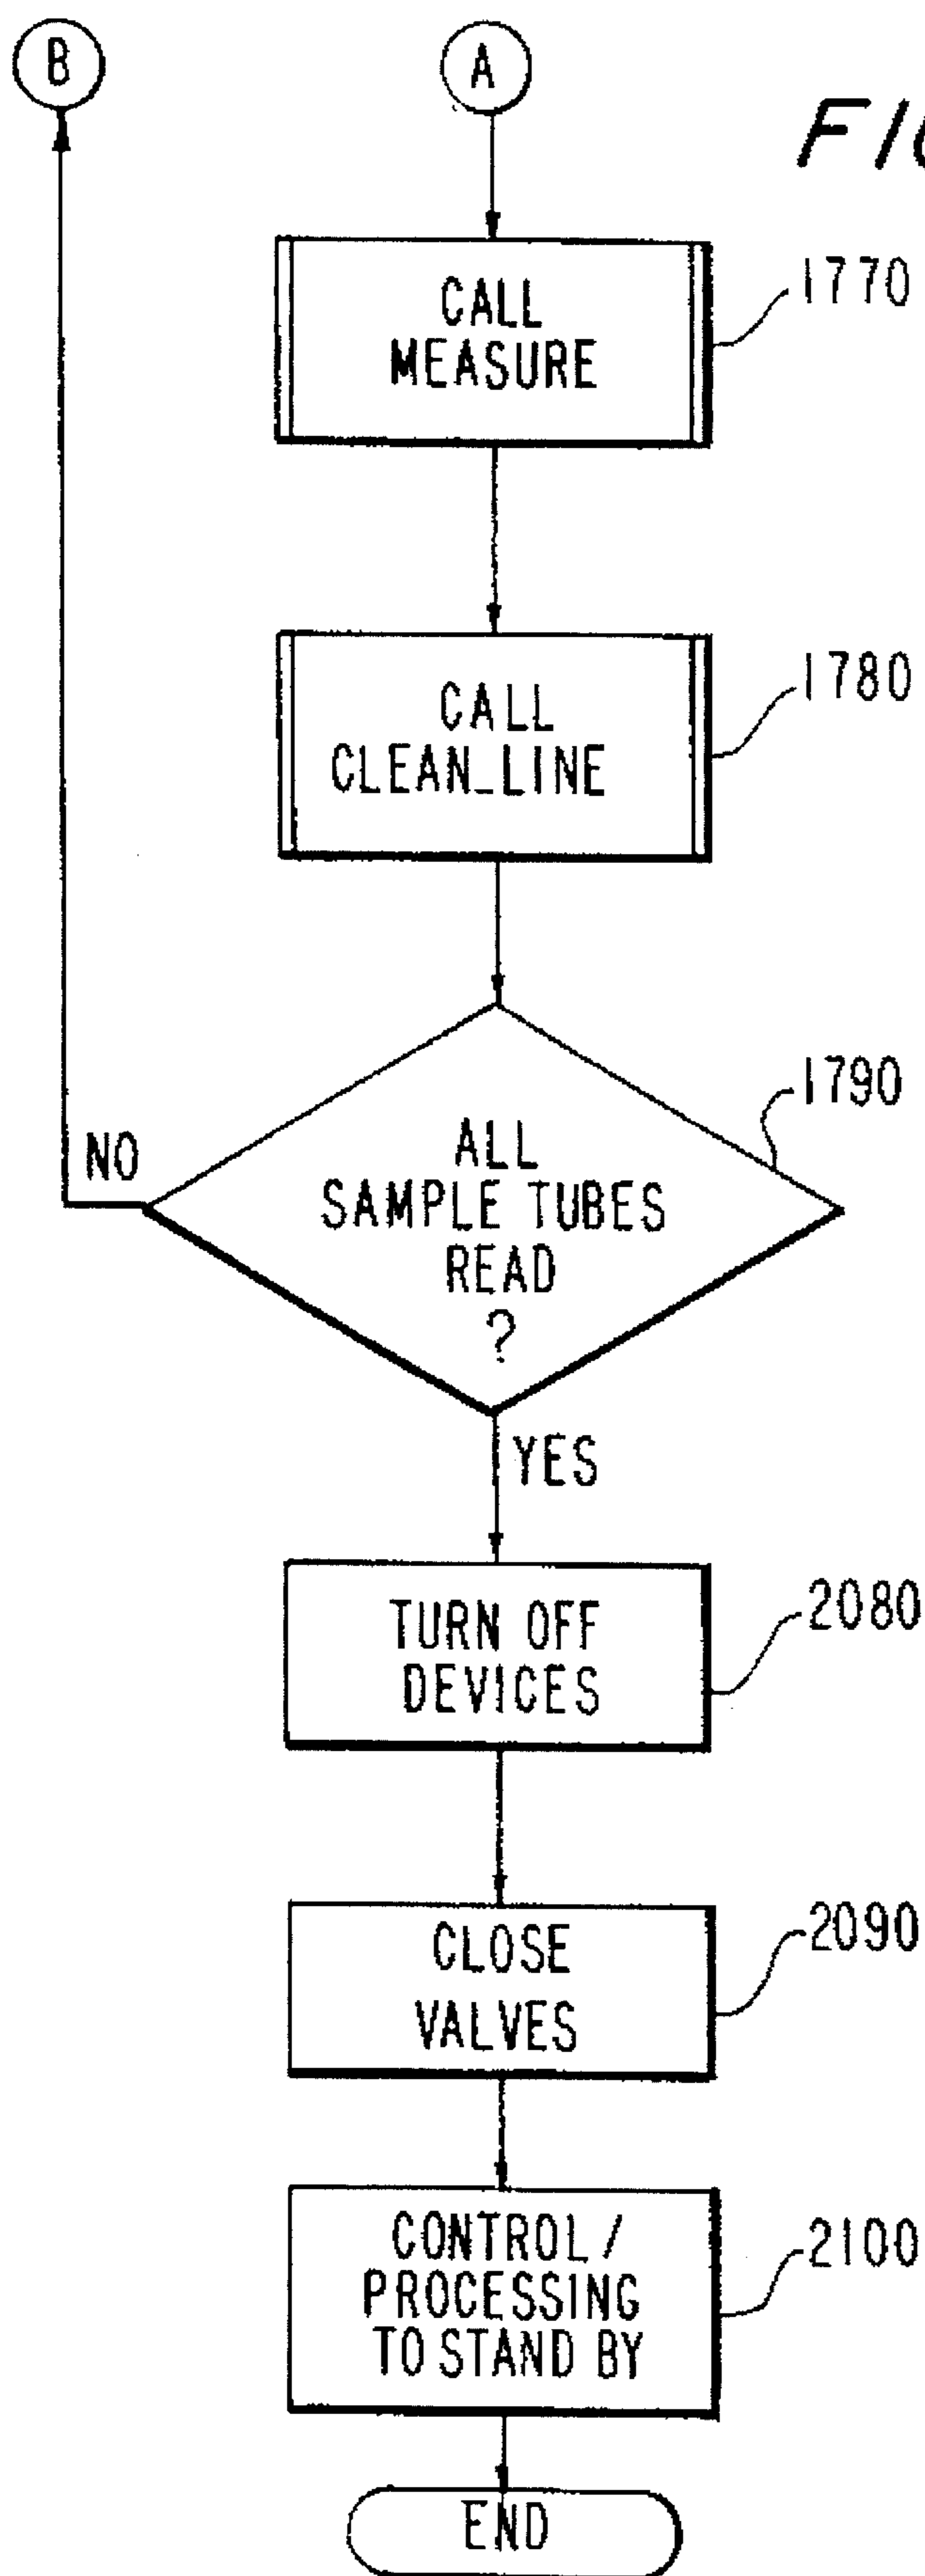 B
A
CALL
MEASURE
1770
CALL
CLEAN_LINE
1780
1790
NO
ALL
SAMPLE TUBES
READ
?
YES
TURN OFF
DEVICES
2080
CLOSE
VALVES
2090
CONTROL /
PROCESSING
TO STAND BY
2100
END